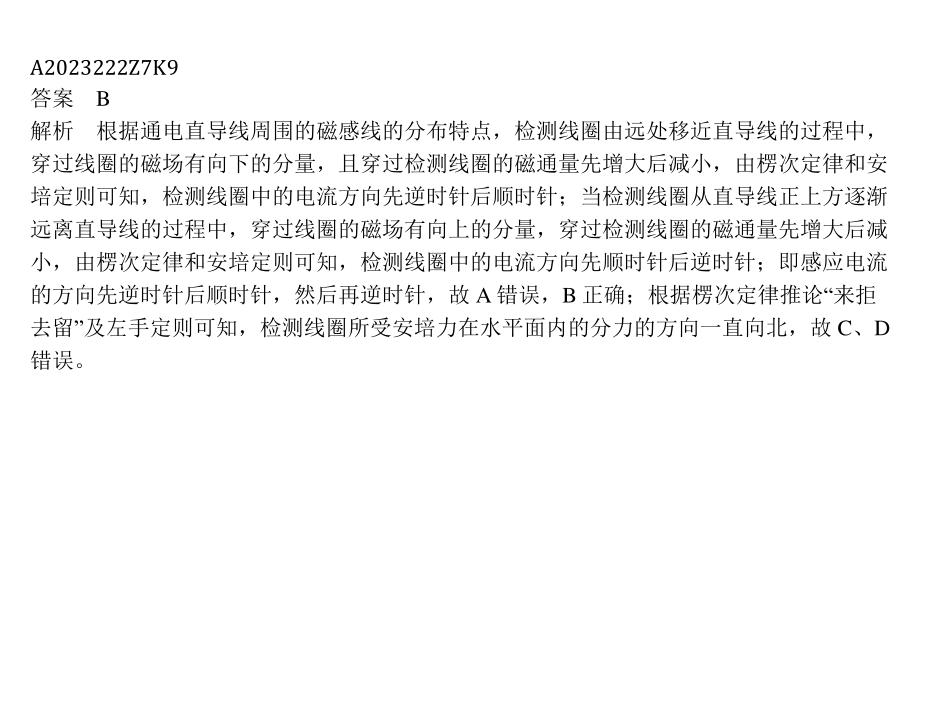 A2023222Z7K9
答案 B
解析 根据通电直导线周围的磁感线的分布特点，检测线圈由远处移近直导线的过程中，
穿过线圈的磁场有向下的分量，且穿过检测线圈的磁通量先增大后减小，由楞次定律和安
培定则可知，检测线圈中的电流方向先逆时针后顺时针；当检测线圈从直导线正上方逐渐
远离直导线的过程中，穿过线圈的磁场有向上的分量，穿过检测线圈的磁通量先增大后减
小，由楞次定律和安培定则可知，检测线圈中的电流方向先顺时针后逆时针；即感应电流
的方向先逆时针后顺时针，然后再逆时针，故 A 错误，B 正确；根据楞次定律推论“来拒
去留”及左手定则可知，检测线圈所受安培力在水平面内的分力的方向一直向北，故 C、D
错误。